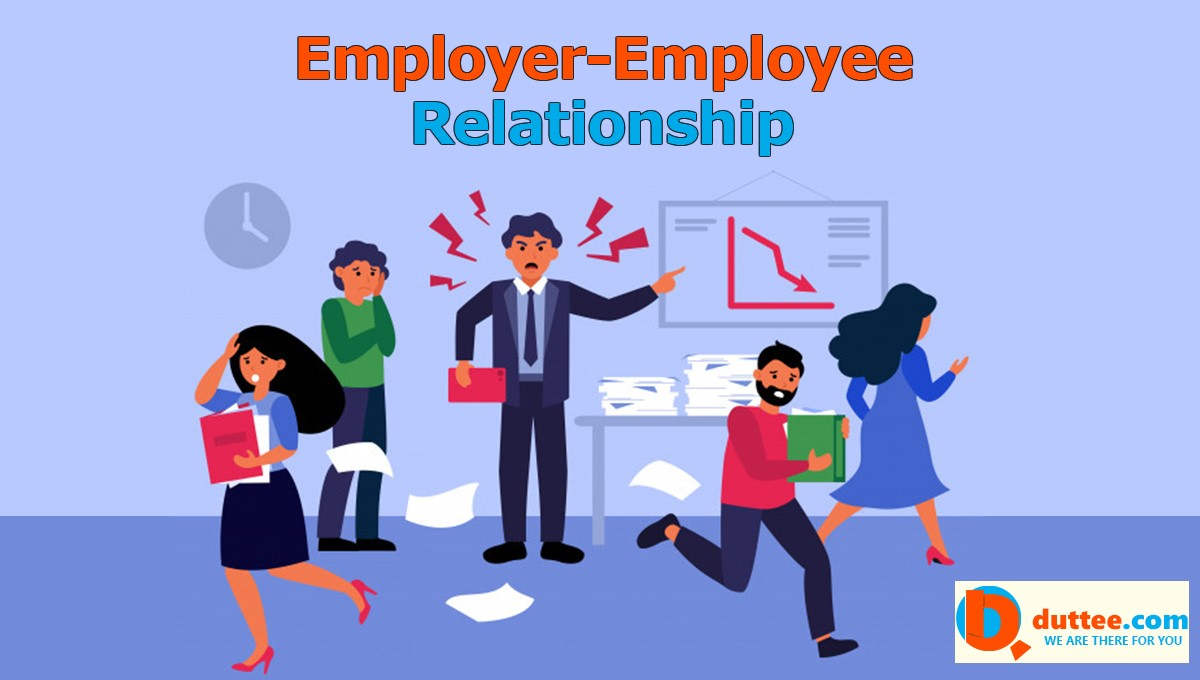 Employer-Employee
Relationship
duttee.com
WE ARE THERE FOR YOU